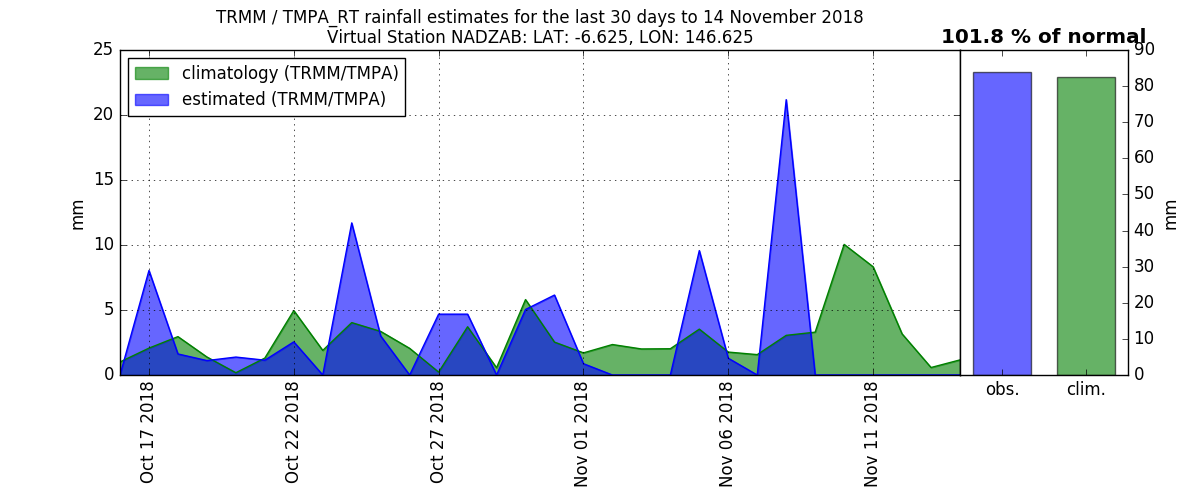 TRMM / TMPA_RT rainfall estimates for the last 30 days to 14 November 2018
Virtual Station NADZAB: LAT: -6.625, LON: 146.625
101.8 % of normal
climatology (TRMM/TMPA)
estimated (TRMM/TMPA)
25
20
15
10
5
0
mm
Oct 17 2018
Oct 22 2018
Oct 27 2018
Nov 01 2018
Nov 06 2018
Nov 11 2018
90
80
70
60
50
40
30
20
10
0
mm
obs.
clim.